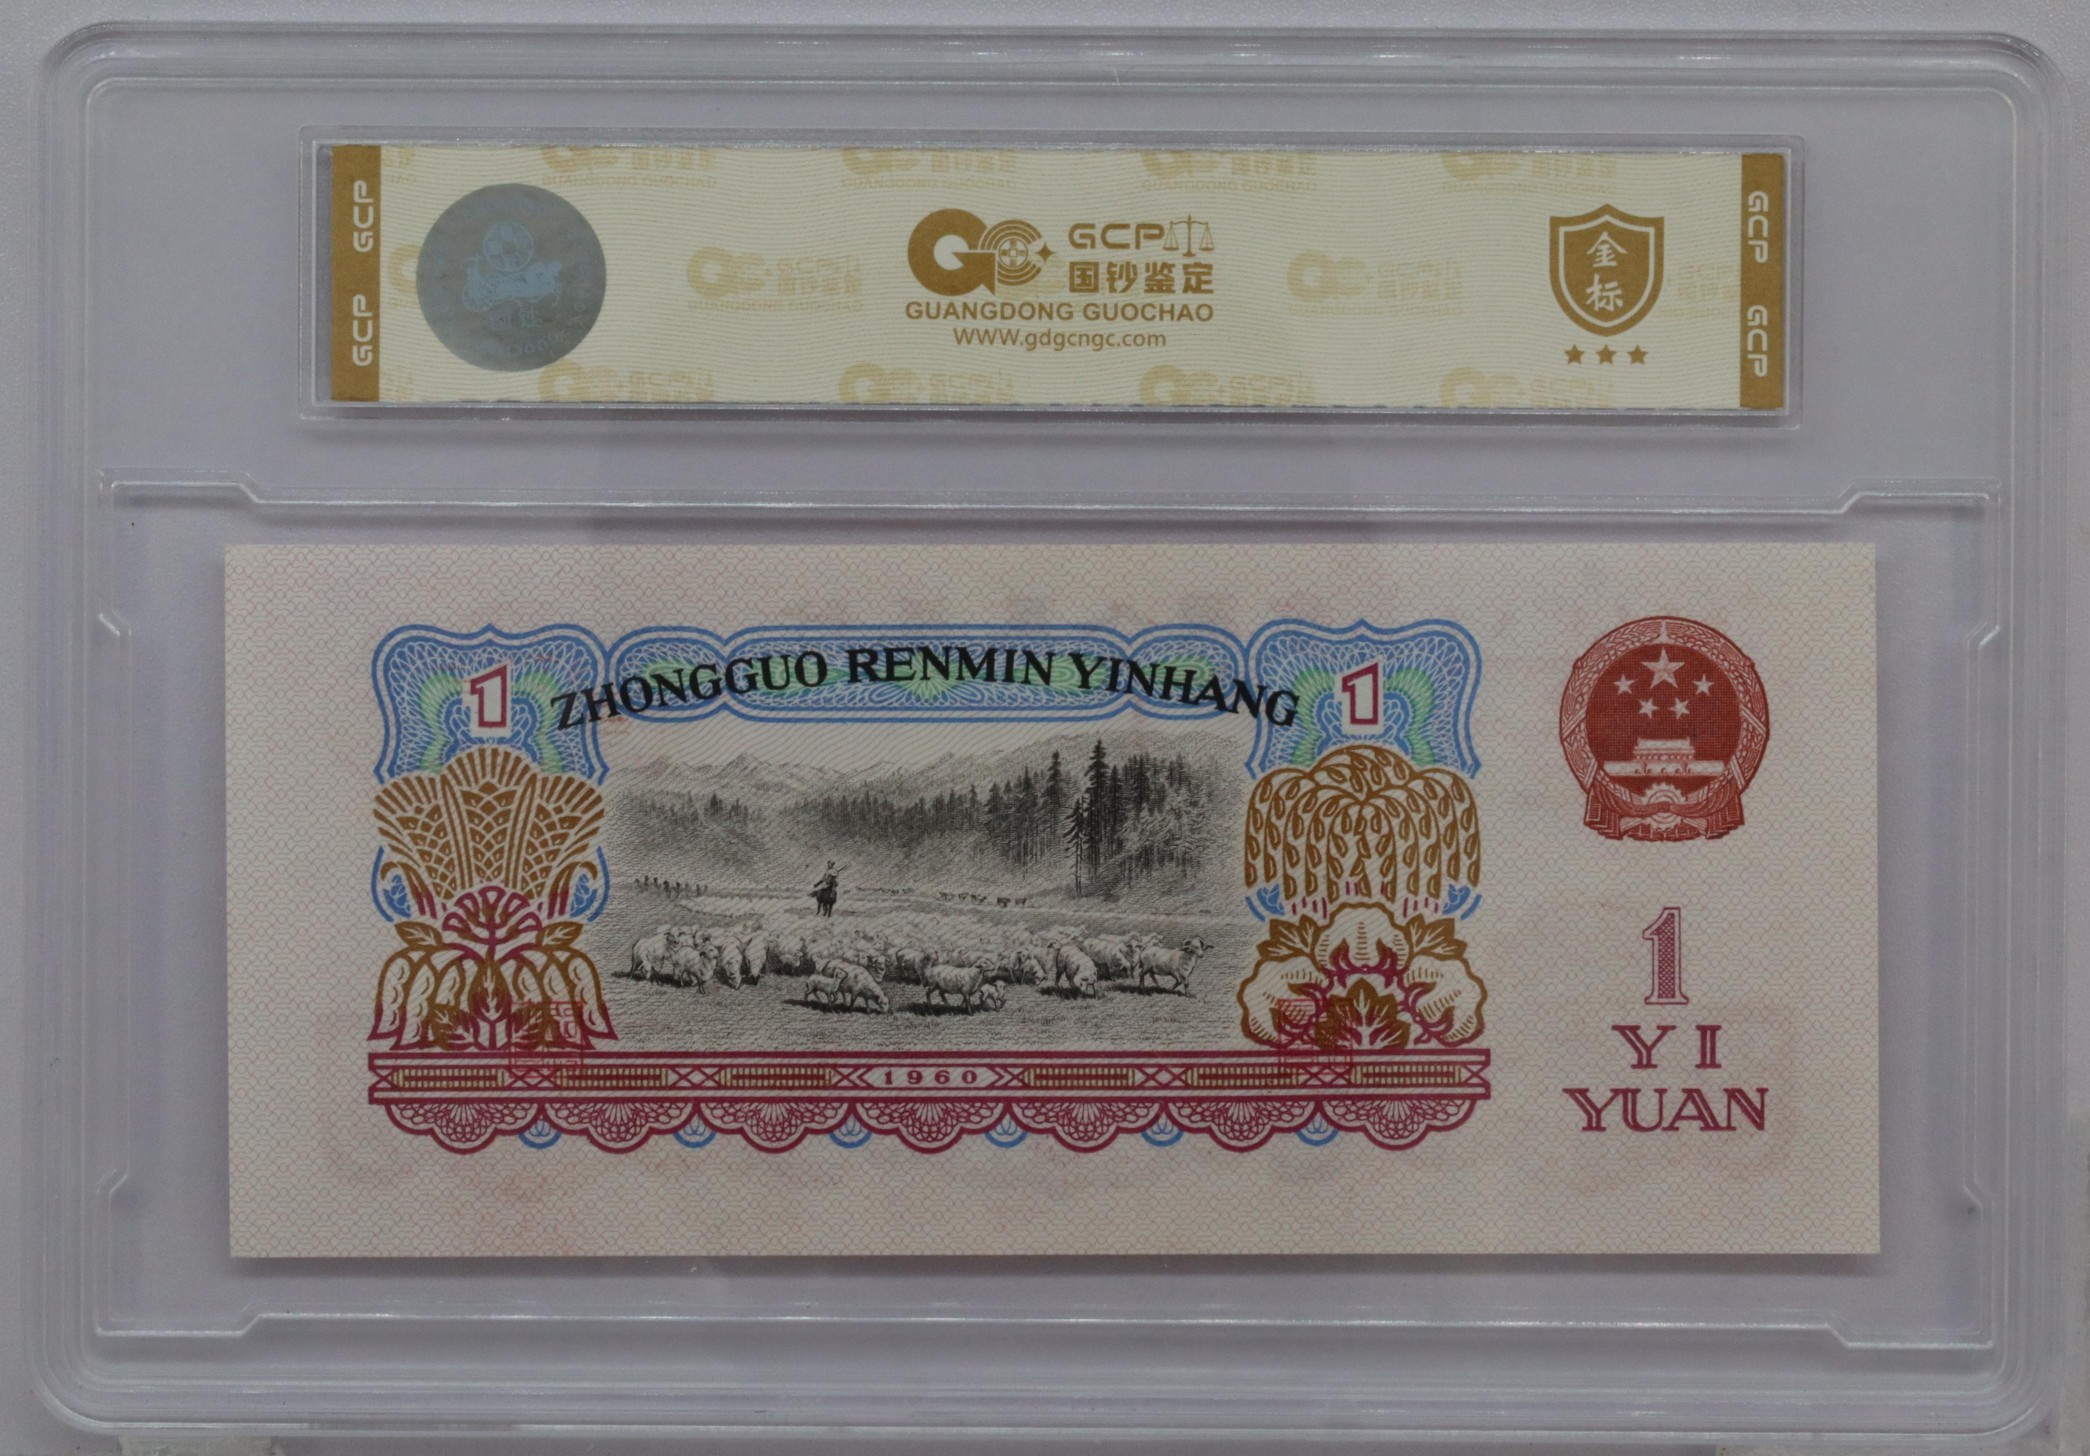 GCP GCP
GCP
国钞鉴定
GUANGDONG GUOCHAO
WWW.gdgcngc.com
金
标
GCP GCP
1
ZHONGGUO RENMIN YINHANG
1
1960
1
YI
YUAN